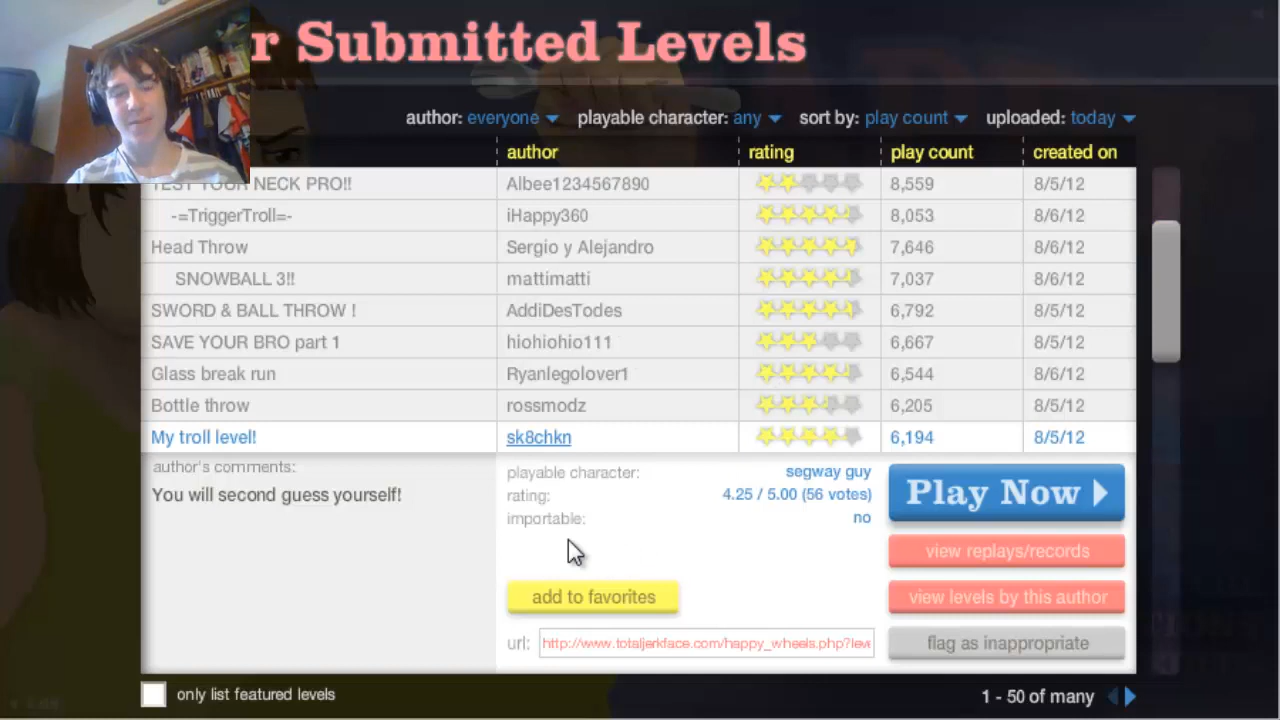 r Submitted Levels
author: everyone playable character: any sort by: play count uploaded: today
author rating play count created on
TEST YOUR NECK PRO!! Albee1234567890 8,559 8/5/12
-=TriggerTroll=- iHappy360 8,053 8/6/12
Head Throw Sergio y Alejandro 7,646 8/6/12
SNOWBALL 3!! mattimatti 7,037 8/6/12
SWORD & BALL THROW ! AddiDesTodes 6,792 8/5/12
SAVE YOUR BRO part 1 hiohiohio111 6,667 8/5/12
Glass break run Ryanlegolover1 6,544 8/6/12
Bottle throw rossmodz 6,205 8/5/12
My troll level! sk8chkn 6,194 8/5/12
author's comments: playable character: segway guy
You will second guess yourself! rating: 4.25 / 5.00 (56 votes) Play Now
importable: no
view replays/records
add to favorites view levels by this author
url: http://www.totaljerkface.com/happy_wheels.php?lev flag as inappropriate
only list featured levels 1 - 50 of many